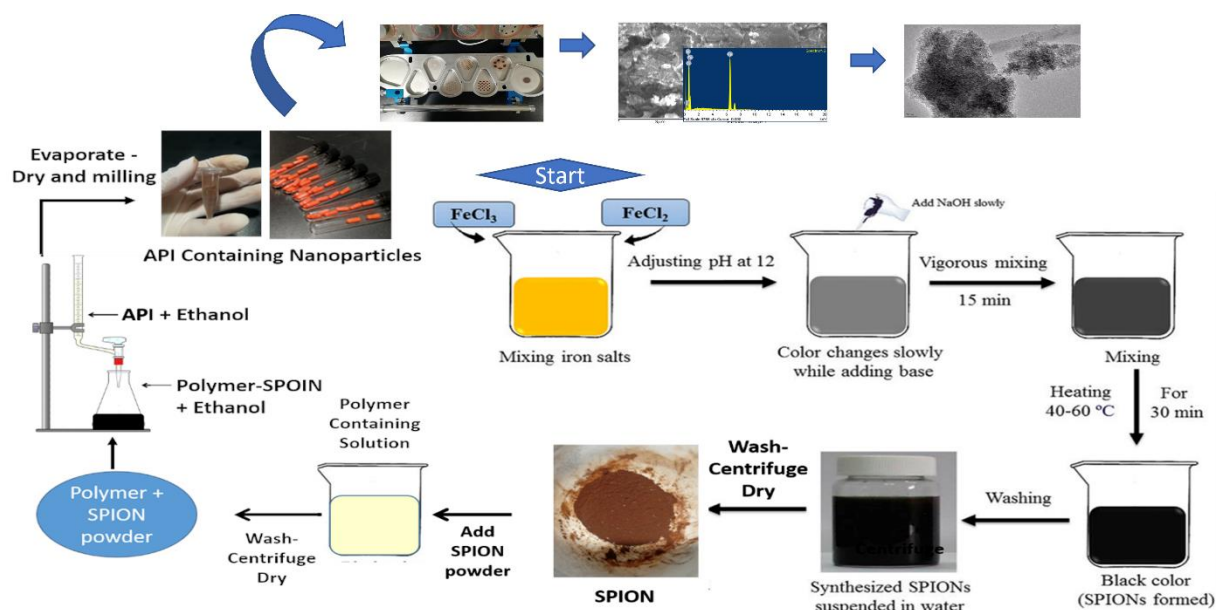 Start
FeCl3
FeCl2
Mixing iron salts
Adjusting pH at 12
Add NaOH slowly
Color changes slowly
while adding base
Vigorous mixing
15 min
Mixing
Heating
40-60 ºC
For
30 min
Black color
(SPIONs formed)
Washing
Centrifuge
Synthesized SPIONs
suspended in water
Wash-
Centrifuge
Dry
SPION
Add
SPION
powder
Polymer
Containing
Solution
Wash-
Centrifuge
Dry
Polymer +
SPION
powder
Polymer-SPOIN
+ Ethanol
API + Ethanol
Evaporate -
Dry and milling
API Containing Nanoparticles